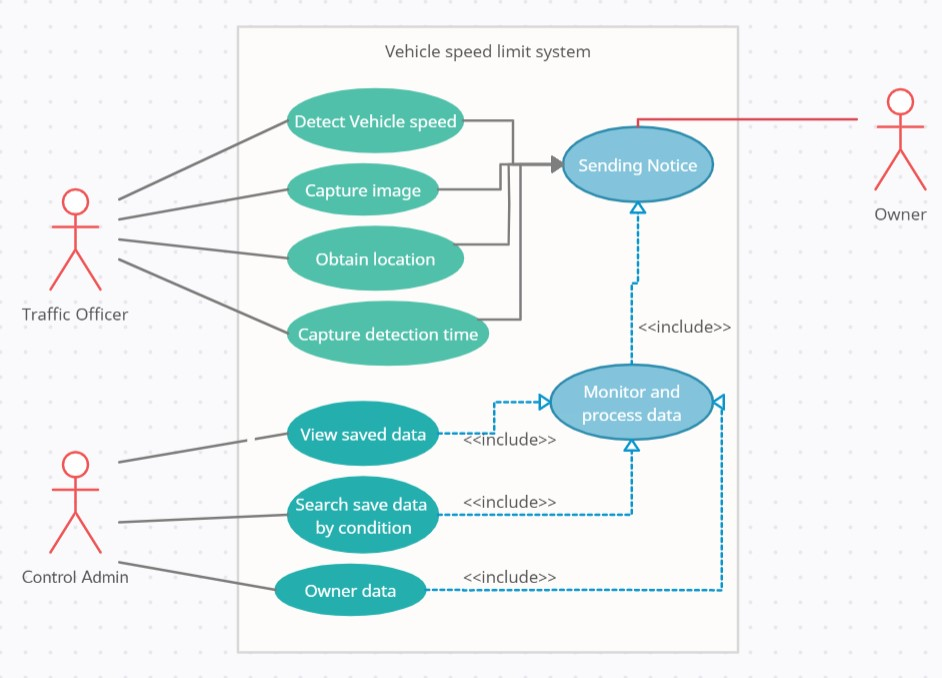 Vehicle speed limit system
Detect Vehicle speed
Sending Notice
Capture image
Owner
Obtain location
Traffic Officer
Capture detection time
<<include>>
Monitor and
process data
View saved data
<<include>>
Search save data
by condition
<<include>>
Control Admin
<<include>>
Owner data